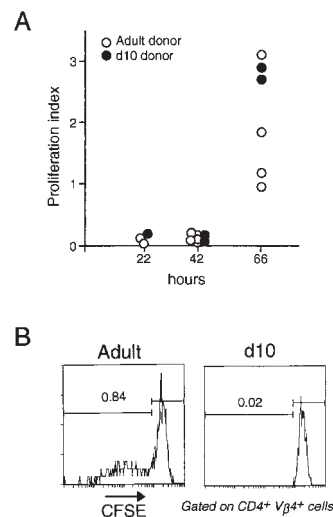 A
Adult donor
d10 donor
Proliferation index
3
2
1
0
22 42 66
hours
B
Adult d10
0.84 0.02
CFSE Gated on CD4+ Vβ4+ cells